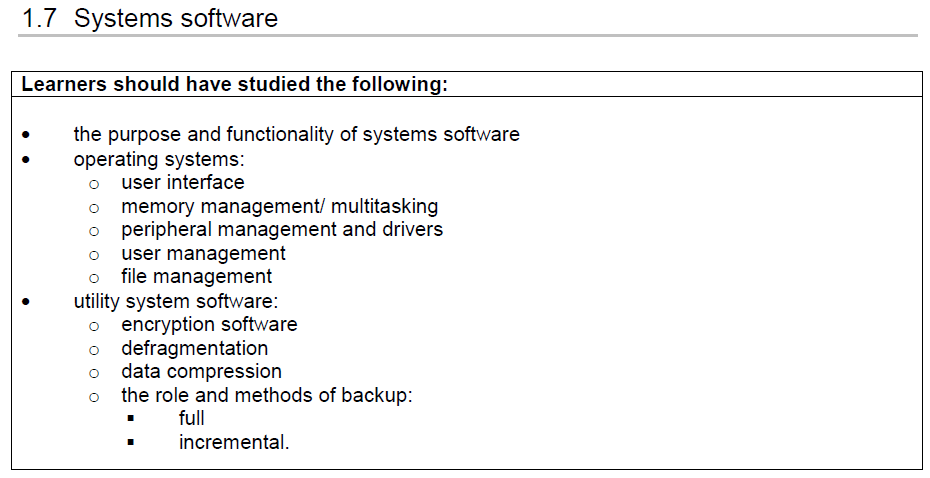 1.7 Systems software
Learners should have studied the following:
• the purpose and functionality of systems software
• operating systems:
o user interface
o memory management/ multitasking
o peripheral management and drivers
o user management
o file management
• utility system software:
o encryption software
o defragmentation
o data compression
o the role and methods of backup:
▪ full
▪ incremental.